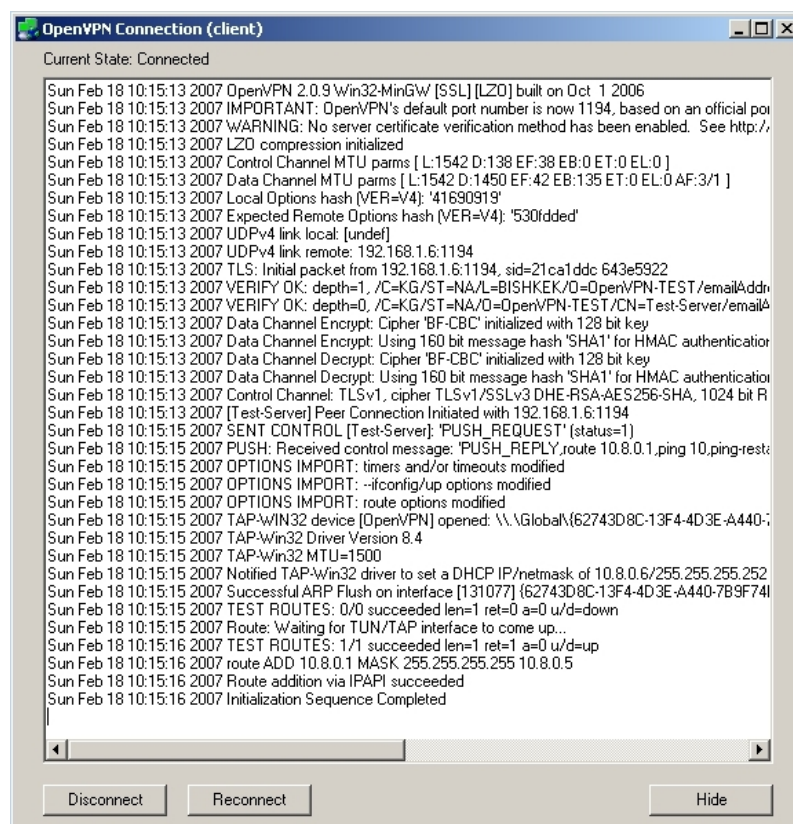 OpenVPN Connection (client)
Current State: Connected
Sun Feb 18 10:15:13 2007 OpenVPN 2.0.9 Win32-MinGW [SSL] [LZO] built on Oct  1 2006
Sun Feb 18 10:15:13 2007 IMPORTANT: OpenVPN's default port number is now 1194, based on an official por
Sun Feb 18 10:15:13 2007 WARNING: No server certificate verification method has been enabled.  See http:/
Sun Feb 18 10:15:13 2007 LZO compression initialized
Sun Feb 18 10:15:13 2007 Control Channel MTU parms [ L:1542 D:138 EF:38 EB:0 ET:0 EL:0 ]
Sun Feb 18 10:15:13 2007 Data Channel MTU parms [ L:1542 D:1450 EF:42 EB:135 ET:0 EL:0 AF:3/1 ]
Sun Feb 18 10:15:13 2007 Local Options hash (VER=V4): '41690919'
Sun Feb 18 10:15:13 2007 Expected Remote Options hash (VER=V4): '530fdded'
Sun Feb 18 10:15:13 2007 UDPv4 link local: [undef]
Sun Feb 18 10:15:13 2007 UDPv4 link remote: 192.168.1.6:1194
Sun Feb 18 10:15:13 2007 TLS: Initial packet from 192.168.1.6:1194, sid=21ca1ddc 643e5922
Sun Feb 18 10:15:13 2007 VERIFY OK: depth=1, /C=KG/ST=NA/L=BISHKEK/O=OpenVPN-TEST/emailAddr
Sun Feb 18 10:15:13 2007 VERIFY OK: depth=0, /C=KG/ST=NA/O=OpenVPN-TEST/CN=Test-Server/emailA
Sun Feb 18 10:15:13 2007 Data Channel Encrypt: Cipher 'BF-CBC' initialized with 128 bit key
Sun Feb 18 10:15:13 2007 Data Channel Encrypt: Using 160 bit message hash 'SHA1' for HMAC authentication
Sun Feb 18 10:15:13 2007 Data Channel Decrypt: Cipher 'BF-CBC' initialized with 128 bit key
Sun Feb 18 10:15:13 2007 Data Channel Decrypt: Using 160 bit message hash 'SHA1' for HMAC authentication
Sun Feb 18 10:15:13 2007 Control Channel: TLSv1, cipher TLSv1/SSLv3 DHE-RSA-AES256-SHA, 1024 bit R
Sun Feb 18 10:15:13 2007 [Test-Server] Peer Connection Initiated with 192.168.1.6:1194
Sun Feb 18 10:15:15 2007 SENT CONTROL [Test-Server]: 'PUSH_REQUEST' (status=1)
Sun Feb 18 10:15:15 2007 PUSH: Received control message: 'PUSH_REPLY,route 10.8.0.1,ping 10,ping-resta
Sun Feb 18 10:15:15 2007 OPTIONS IMPORT: timers and/or timeouts modified
Sun Feb 18 10:15:15 2007 OPTIONS IMPORT: --ifconfig/up options modified
Sun Feb 18 10:15:15 2007 OPTIONS IMPORT: route options modified
Sun Feb 18 10:15:15 2007 TAP-WIN32 device [OpenVPN] opened: \\.\Global\{62743D8C-13F4-4D3E-A440-7
Sun Feb 18 10:15:15 2007 TAP-Win32 Driver Version 8.4
Sun Feb 18 10:15:15 2007 TAP-Win32 MTU=1500
Sun Feb 18 10:15:15 2007 Notified TAP-Win32 driver to set a DHCP IP/netmask of 10.8.0.6/255.255.255.252
Sun Feb 18 10:15:15 2007 Successful ARP Flush on interface [131077] {62743D8C-13F4-4D3E-A440-7B9F74
Sun Feb 18 10:15:15 2007 TEST ROUTES: 0/0 succeeded len=1 ret=0 a=0 u/d=down
Sun Feb 18 10:15:15 2007 Route: Waiting for TUN/TAP interface to come up...
Sun Feb 18 10:15:16 2007 TEST ROUTES: 1/1 succeeded len=1 ret=1 a=0 u/d=up
Sun Feb 18 10:15:16 2007 route ADD 10.8.0.1 MASK 255.255.255.255 10.8.0.5
Sun Feb 18 10:15:16 2007 Route addition via IPAPI succeeded
Sun Feb 18 10:15:16 2007 Initialization Sequence Completed
Disconnect
Reconnect
Hide